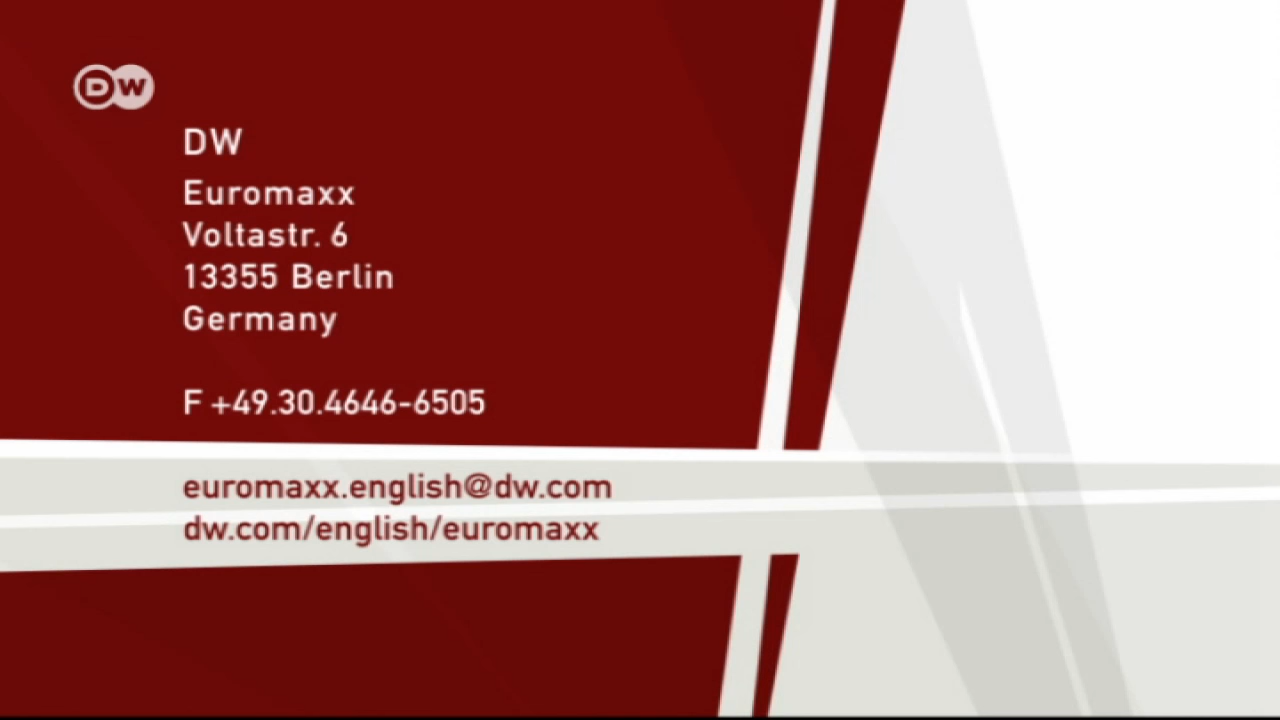 DW
DW
Euromaxx
Voltastr. 6
13355 Berlin
Germany
F +49.30.4646-6505
euromaxx.english@dw.com
dw.com/english/euromaxx